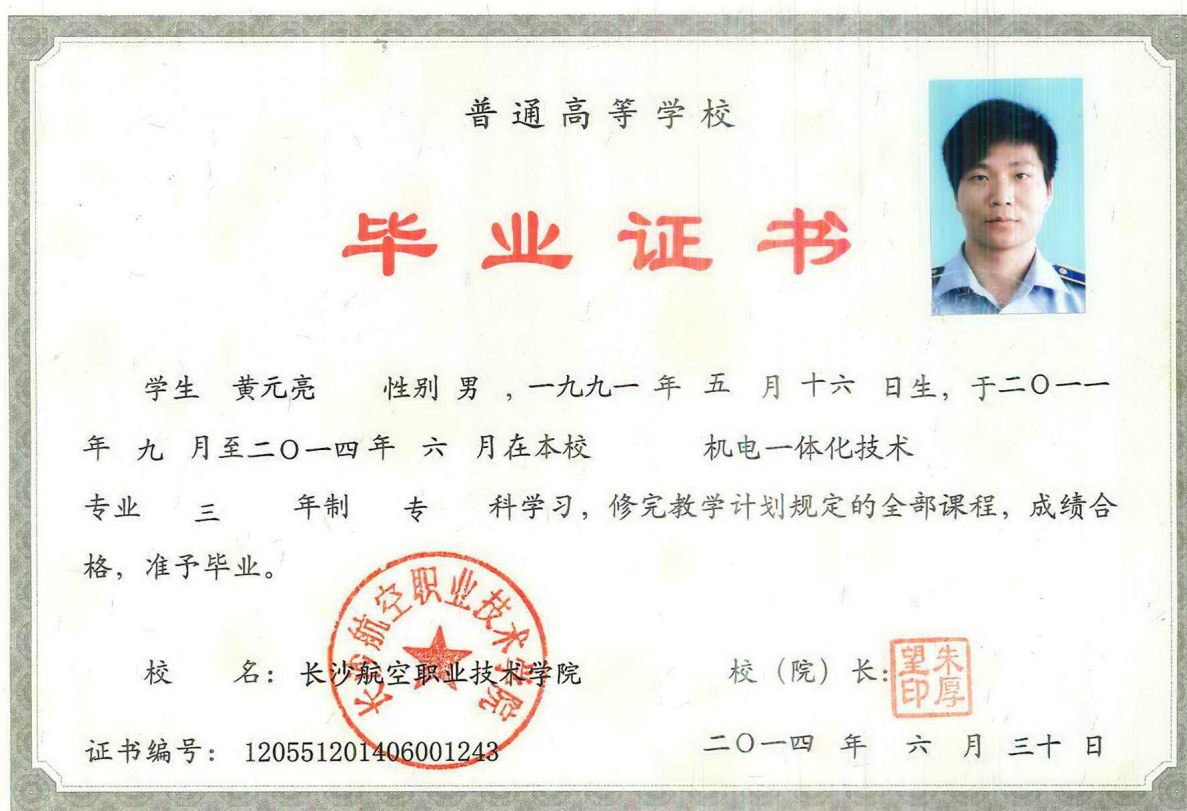 普通高等学校
毕业证书
学生 黄元亮 性别 男 ，一九九一 年 五 月 十六 日生，于二〇一一
年 九 月至二〇一四年 六 月在本校 机电一体化技术
专业 三 年制 专 科学习，修完教学计划规定的全部课程，成绩合
格，准予毕业。
长沙航空职业技术学院
校 名：长沙航空职业技术学院 校（院）长：
朱厚望印
证书编号：120551201406001243 二〇一四 年 六 月 三十 日